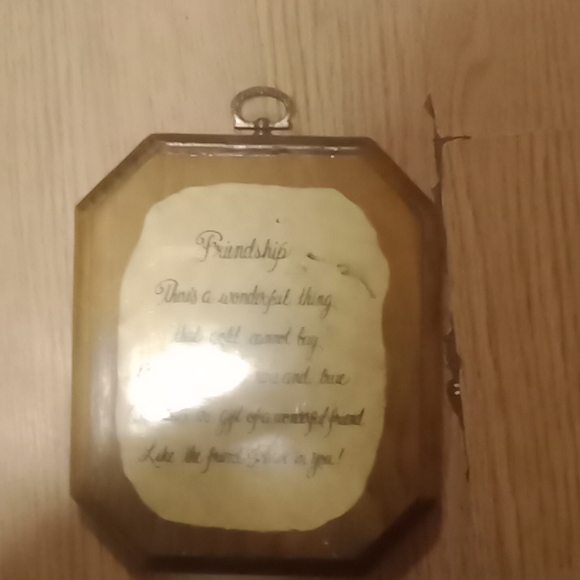 Friendship
There's a wonderful thing
that gold cannot buy
and true
gift of a wonderful friend
Like the friend in you!